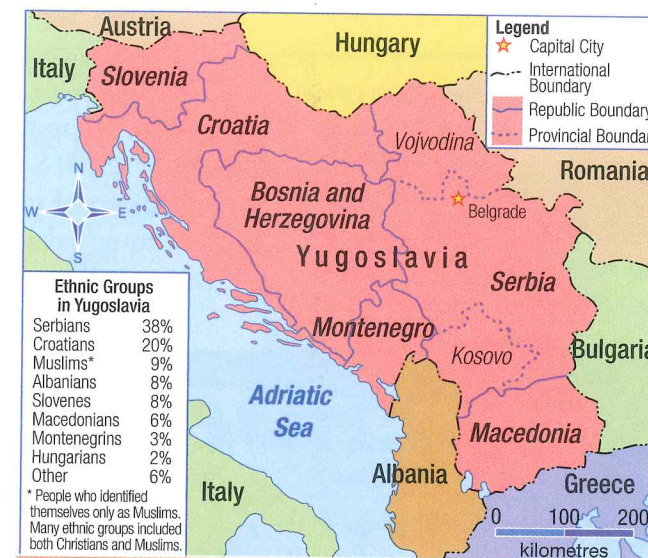 Austria
Hungary
Italy
Slovenia
Croatia
Vojvodina
Romania
Legend
Capital City
International
Boundary
Republic Boundary
Provincial
N
W
E
S
Bosnia and
Herzegovina
Belgrade
Yugoslavia
Serbia
Ethnic Groups
in Yugoslavia
Serbians 38%
Croatians 20%
Muslims* 9%
Albanians 8%
Slovenes 8%
Macedonians 6%
Montenegrins 3%
Hungarians 2%
Other 6%
* People who identified
themselves only as Muslims.
Many ethnic groups included
both Christians and Muslims.
Montenegro
Kosovo
Bulgaria
Adriatic
Sea
Macedonia
Albania
Italy
Greece
0 100 200
kilometres